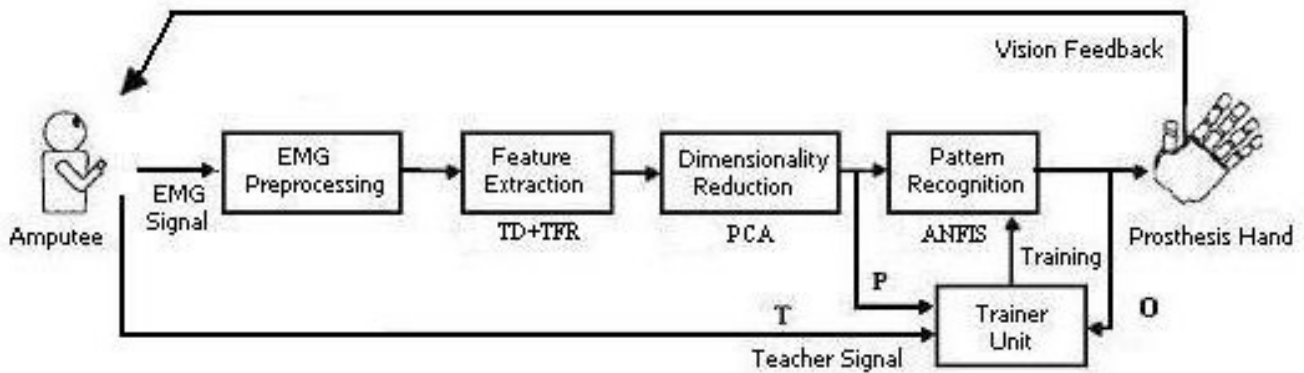 Vision Feedback
EMG
Preprocessing
Feature
Extraction
Dimensionality
Reduction
Pattern
Recognition
EMG
Signal
Amputee
TD+TFR
PCA
ANFIS
Prosthesis Hand
Training
P
T
O
Trainer
Unit
Teacher Signal